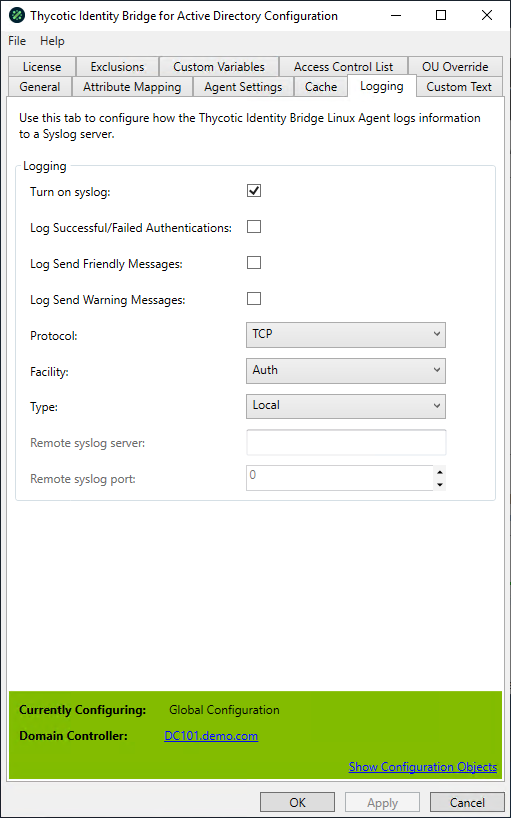 Thycotic Identity Bridge for Active Directory Configuration
File Help
License Exclusions Custom Variables Access Control List OU Override
General Attribute Mapping Agent Settings Cache Logging Custom Text
Use this tab to configure how the Thycotic Identity Bridge Linux Agent logs information
to a Syslog server.
Logging
Turn on syslog:
Log Successful/Failed Authentications:
Log Send Friendly Messages:
Log Send Warning Messages:
Protocol: TCP
Facility: Auth
Type: Local
Remote syslog server:
Remote syslog port: 0
Currently Configuring: Global Configuration
Domain Controller: DC101.demo.com
Show Configuration Objects
OK Apply Cancel